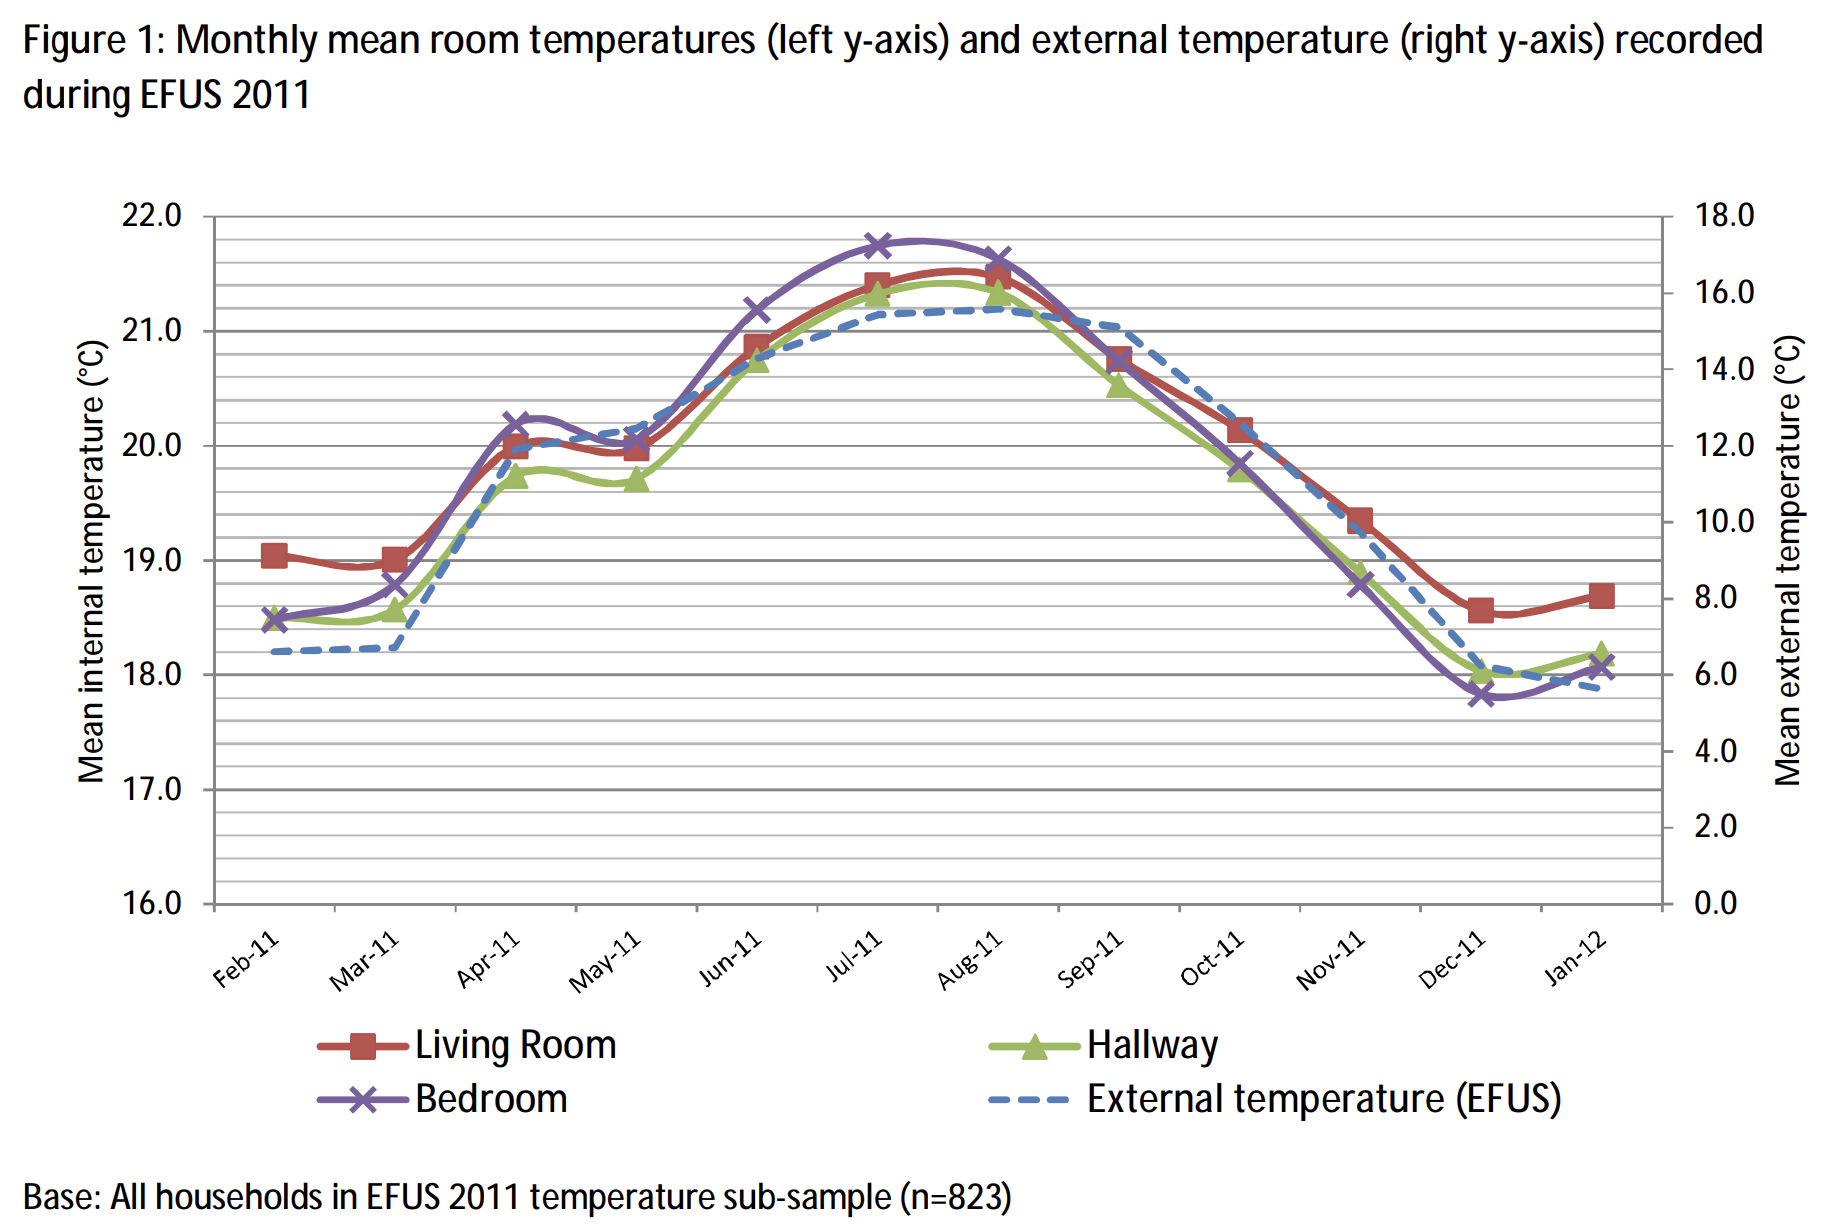 Figure 1: Monthly mean room temperatures (left y-axis) and external temperature (right y-axis) recorded
during EFUS 2011
22.0
21.0
20.0
19.0
18.0
17.0
16.0
Mean internal temperature (°C)
18.0
16.0
14.0
12.0
10.0
8.0
6.0
4.0
2.0
0.0
Mean external temperature (°C)
Feb-11
Mar-11
Apr-11
May-11
Jun-11
Jul-11
Aug-11
Sep-11
Oct-11
Nov-11
Dec-11
Jan-12
Living Room
Hallway
Bedroom
External temperature (EFUS)
Base: All households in EFUS 2011 temperature sub-sample (n=823)